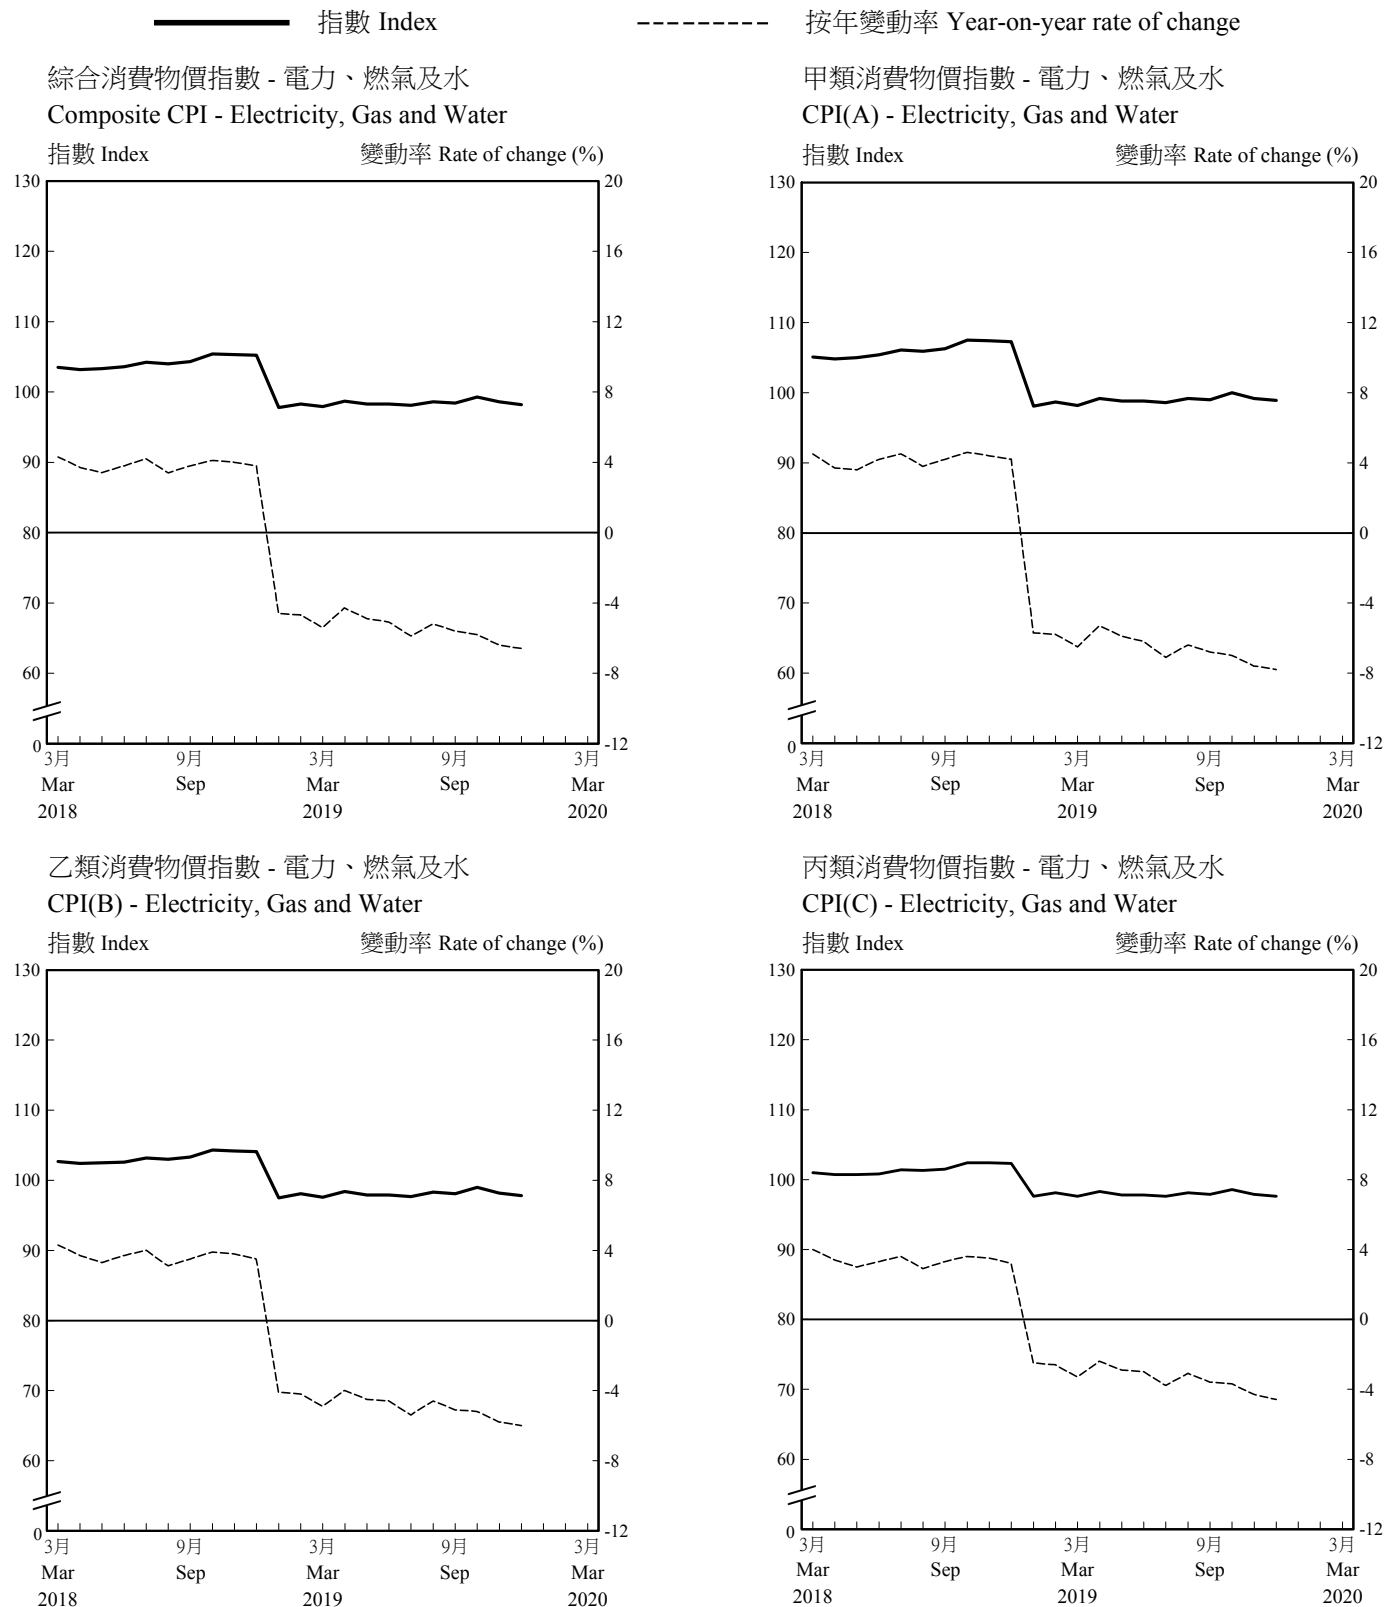 指數 Index 按年變動率 Year-on-year rate of change
綜合消費物價指數 - 電力、燃氣及水
Composite CPI - Electricity, Gas and Water
指數 Index 變動率 Rate of change (%)
130 20
120 16
110 12
100 8
90 4
80 0
70 -4
60 -8
0 -12
3月 9月 3月 9月 3月
Mar Sep Mar Sep Mar
2018 2019 2020
甲類消費物價指數 - 電力、燃氣及水
CPI(A) - Electricity, Gas and Water
指數 Index 變動率 Rate of change (%)
130 20
120 16
110 12
100 8
90 4
80 0
70 -4
60 -8
0 -12
3月 9月 3月 9月 3月
Mar Sep Mar Sep Mar
2018 2019 2020
乙類消費物價指數 - 電力、燃氣及水
CPI(B) - Electricity, Gas and Water
指數 Index 變動率 Rate of change (%)
130 20
120 16
110 12
100 8
90 4
80 0
70 -4
60 -8
0 -12
3月 9月 3月 9月 3月
Mar Sep Mar Sep Mar
2018 2019 2020
丙類消費物價指數 - 電力、燃氣及水
CPI(C) - Electricity, Gas and Water
指數 Index 變動率 Rate of change (%)
130 20
120 16
110 12
100 8
90 4
80 0
70 -4
60 -8
0 -12
3月 9月 3月 9月 3月
Mar Sep Mar Sep Mar
2018 2019 2020